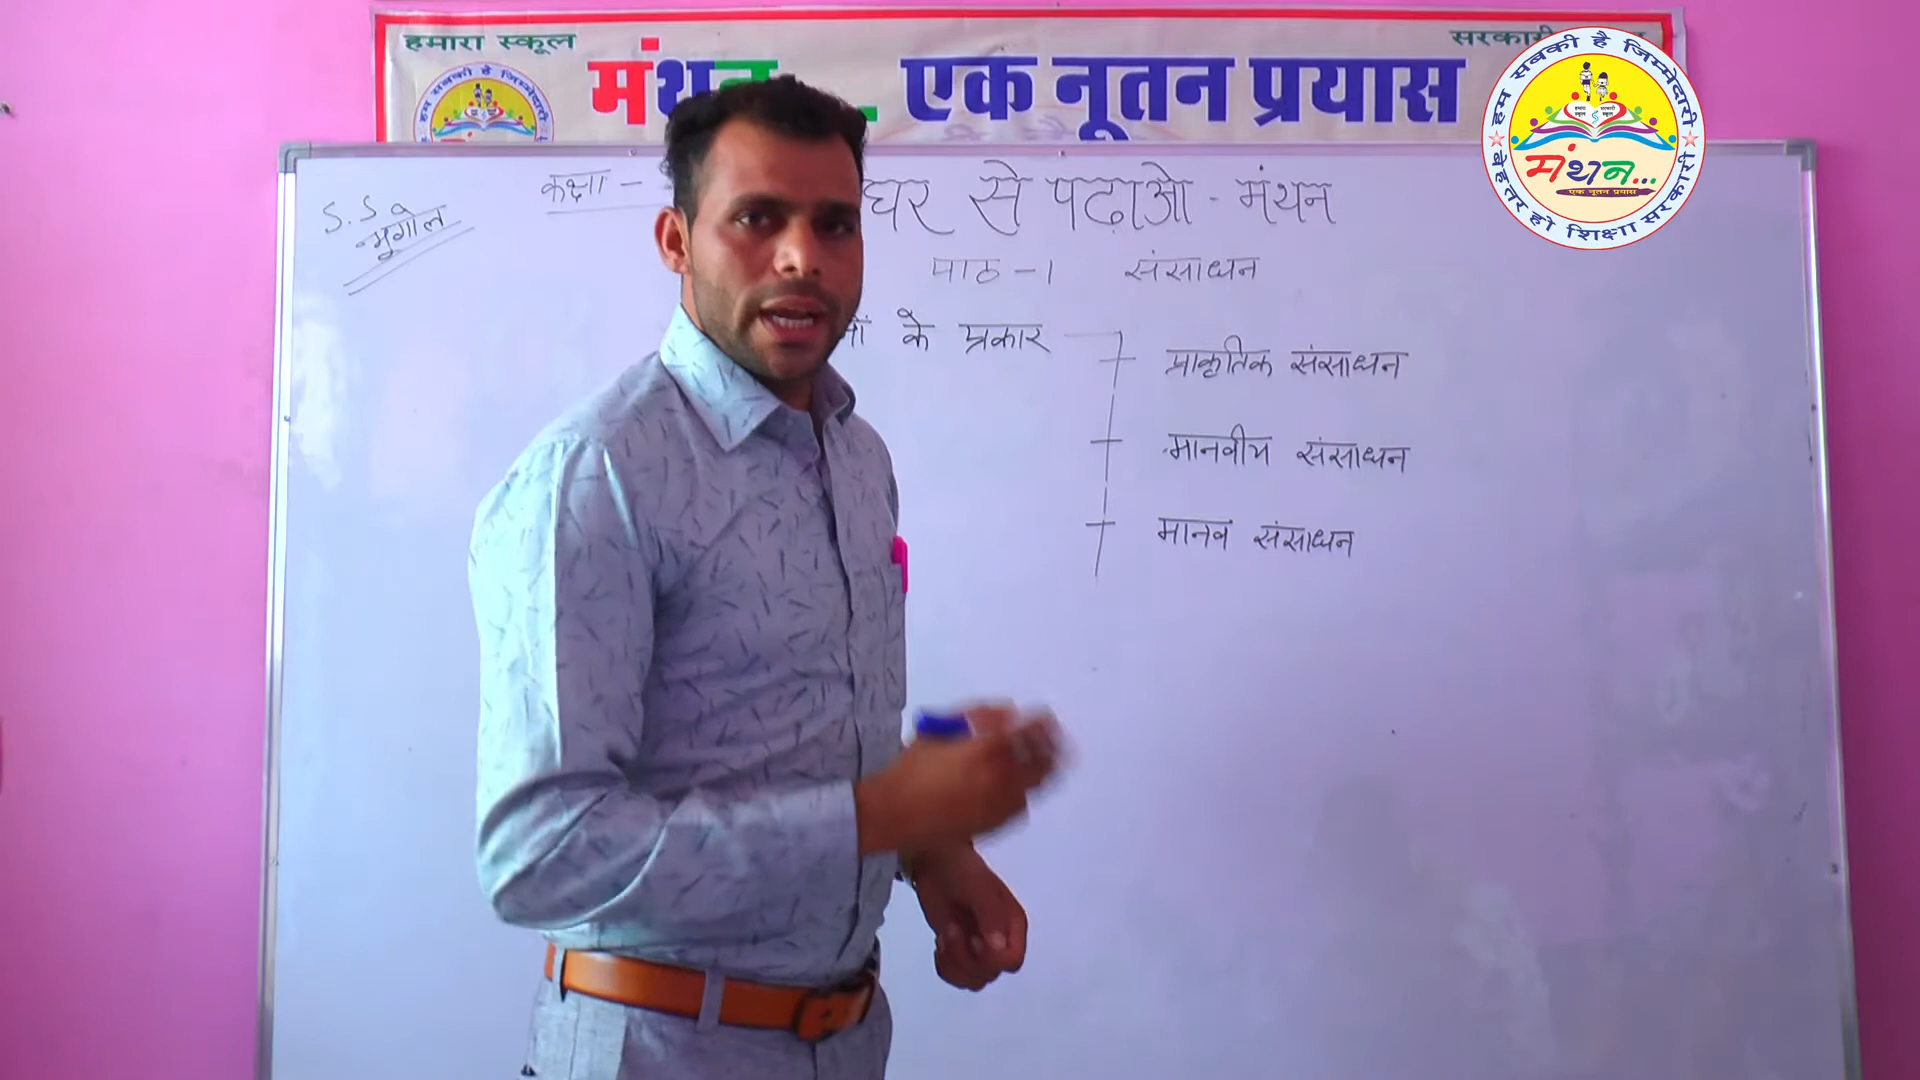 हमारा स्कूल
मंथन... एक नूतन प्रयास
हम सबकी है जिम्मेदारी
बेहतर हो शिक्षा सरकारी
हमारा स्कूल
सरकारी स्कूल
मंथन...
एक नूतन प्रयास
S.S
भूगोल
कक्षा -
घर से पढ़ाओ - मंथन
पाठ - 1 संसाधन
के प्रकार
प्राकृतिक संसाधन
मानवीय संसाधन
मानव संसाधन